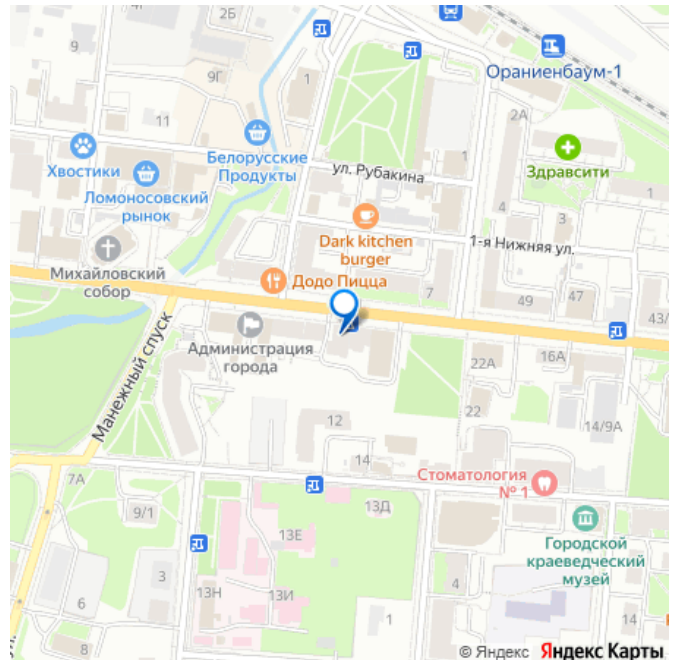 9
2Б
9Г
1
11
Ораниенбаум-1
2А
Хвостики
Белорусские
Продукты
ул. Рубакина
1
Здравсити
1
Ломоносовский
рынок
4
3
Dark kitchen
burger
1-я Нижняя ул.
Михайловский
собор
Додо Пицца
7
49
47
43/
Администрация
города
Манежный спуск
22А
16А
22
12
14/9А
14
Стоматология
№ 1
7А
9/1
13Д
13Е
Городской
краеведческий
музей
3
13Н
13И
4
6
1
14
8
ул.
© Яндекс Яндекс Карты